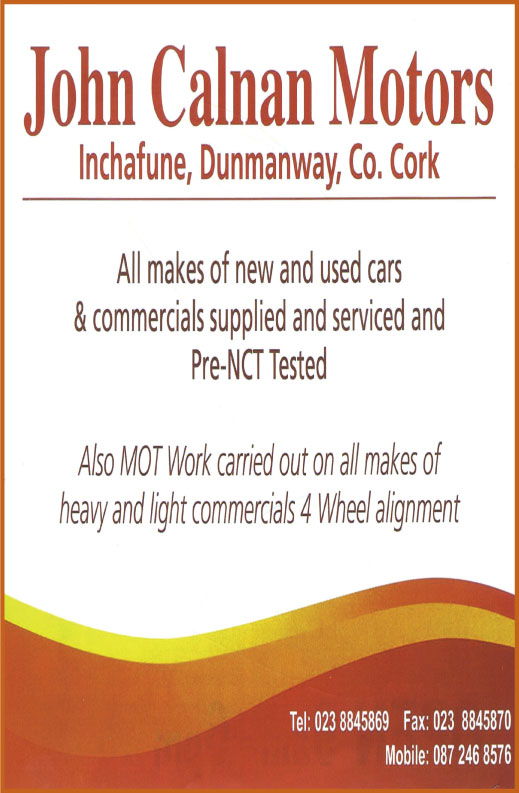 John Calnan Motors
Inchafune, Dunmanway, Co. Cork
All makes of new and used cars
& commercials supplied and serviced and
Pre-NCT Tested
Also MOT Work carried out on all makes of
heavy and light commercials 4 Wheel alignment
Tel: 023 8845869 Fax: 023 8845870
Mobile: 087 246 8576